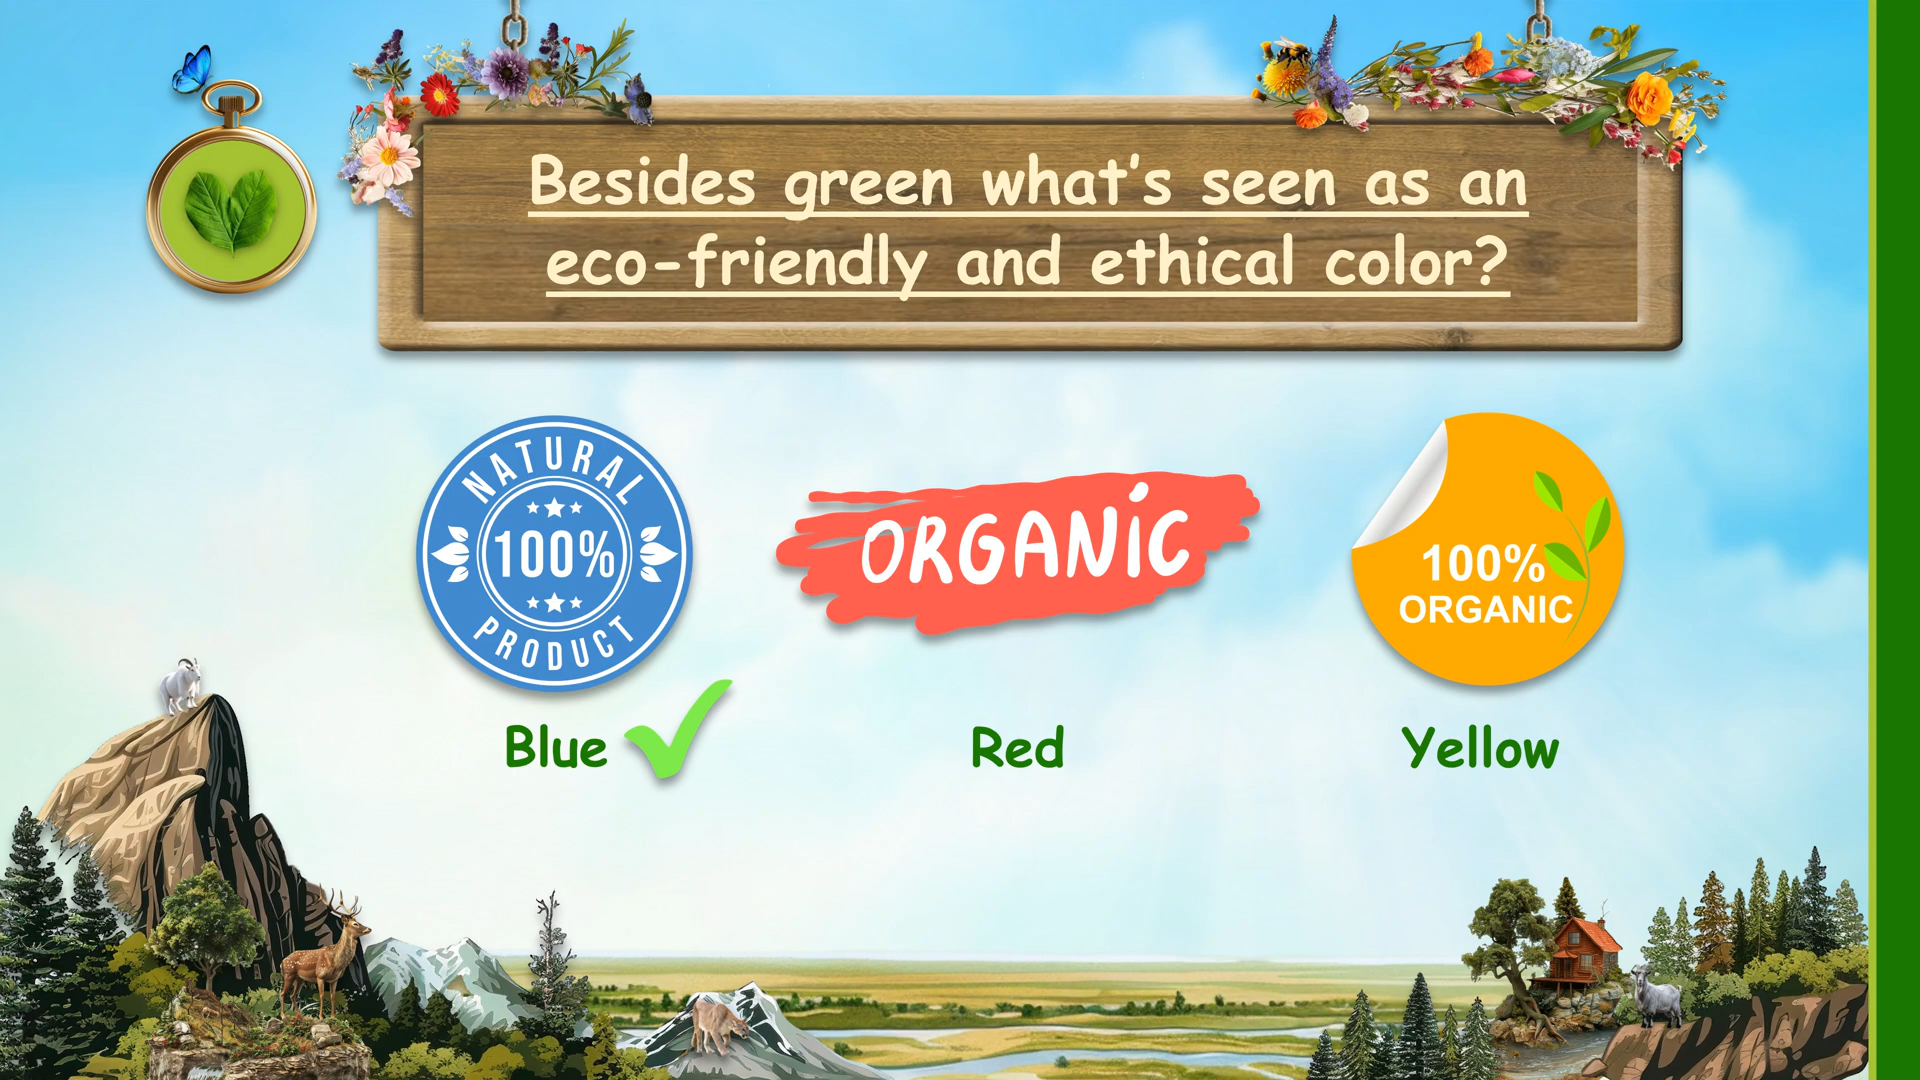 Besides green what's seen as an
eco-friendly and ethical color?
NATURAL
100%
PRODUCT
ORGANIC
100%
ORGANIC
Blue
Red
Yellow